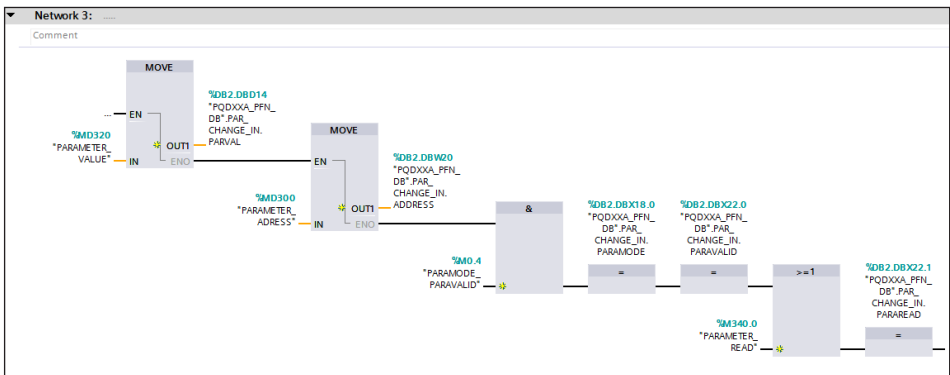 Network 3: .....
Comment
MOVE
%DB2.DBD14
"PQDXXA_PFN_
DB".PAR_
CHANGE_IN.
PARVAL
... EN
%MD320
"PARAMETER_
VALUE" IN
OUT1
ENO
MOVE
EN
%DB2.DBW20
"PQDXXA_PFN_
DB".PAR_
CHANGE_IN.
ADDRESS
%MD300
"PARAMETER_
ADRESS" IN
OUT1
ENO
&
%M0.4
"PARAMODE_
PARAVALID"
%DB2.DBX18.0
"PQDXXA_PFN_
DB".PAR_
CHANGE_IN.
PARAMODE
=
%DB2.DBX22.0
"PQDXXA_PFN_
DB".PAR_
CHANGE_IN.
PARAVALID
=
>=1
%M340.0
"PARAMETER_
READ"
%DB2.DBX22.1
"PQDXXA_PFN_
DB".PAR_
CHANGE_IN.
PARAREAD
=